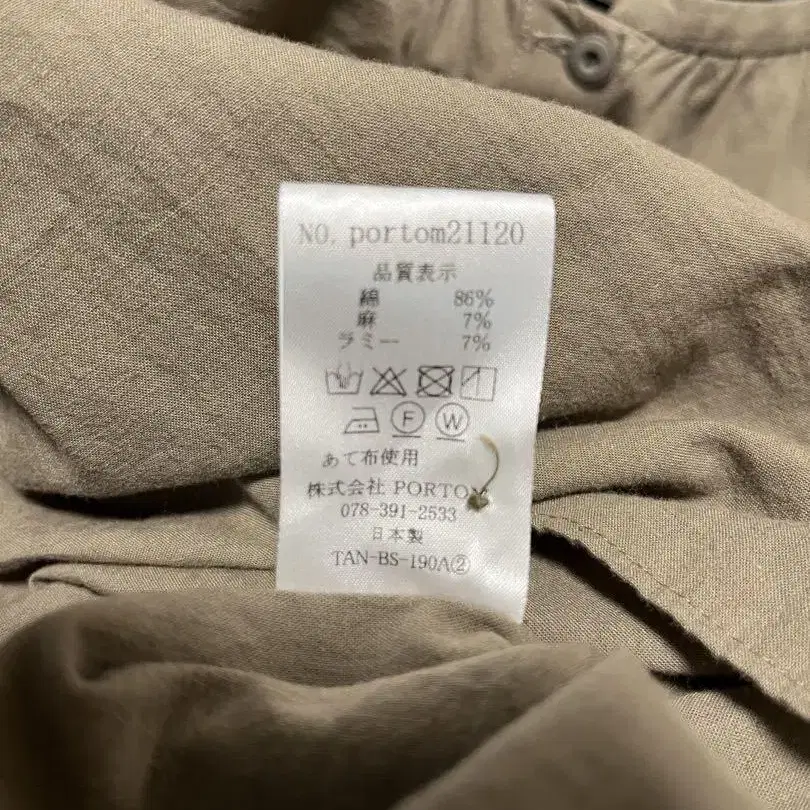 NO. portom21120
品質表示
綿 86%
麻 7%
ラミー 7%
F W
あて布使用
株式会社 PORTO
078-391-2533
日本製
TAN-BS-190A②